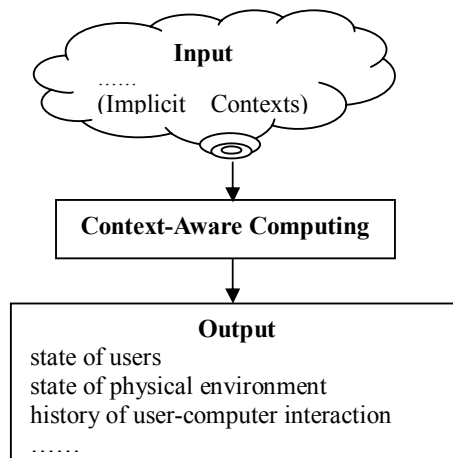 Input
......
(Implicit Contexts)
Context-Aware Computing
Output
state of users
state of physical environment
history of user-computer interaction
......